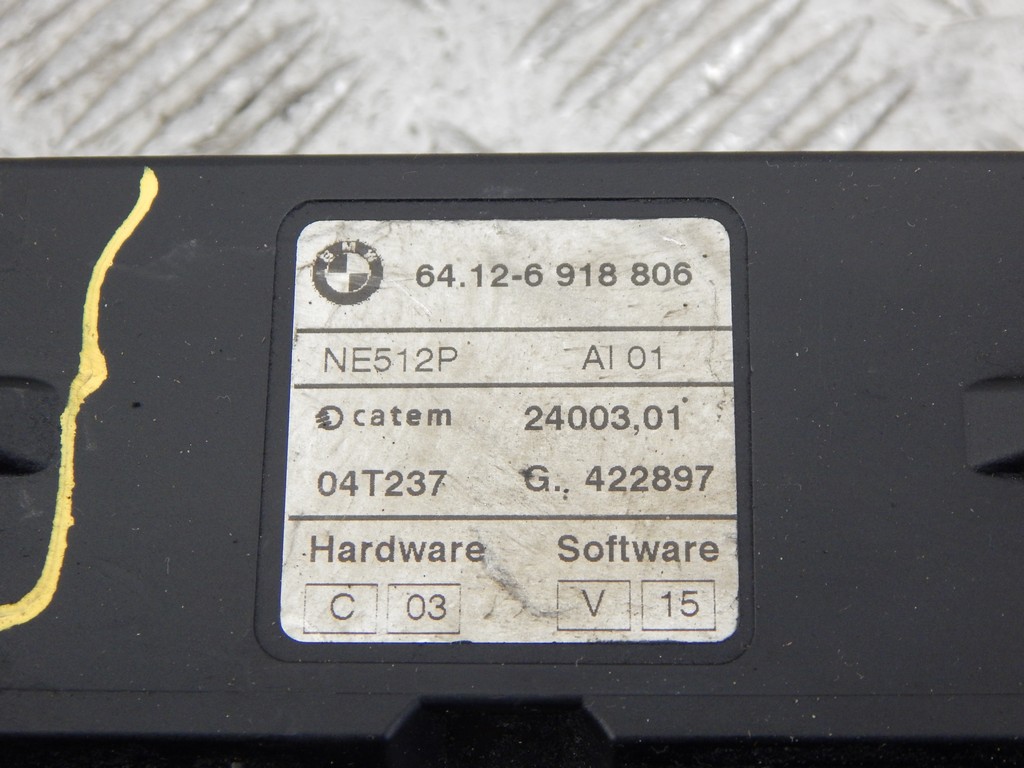 BMW 64.12-6 918 806
NE512P AI 01
catem 24003,01
04T237 G.. 422897
Hardware Software
C 03 V 15